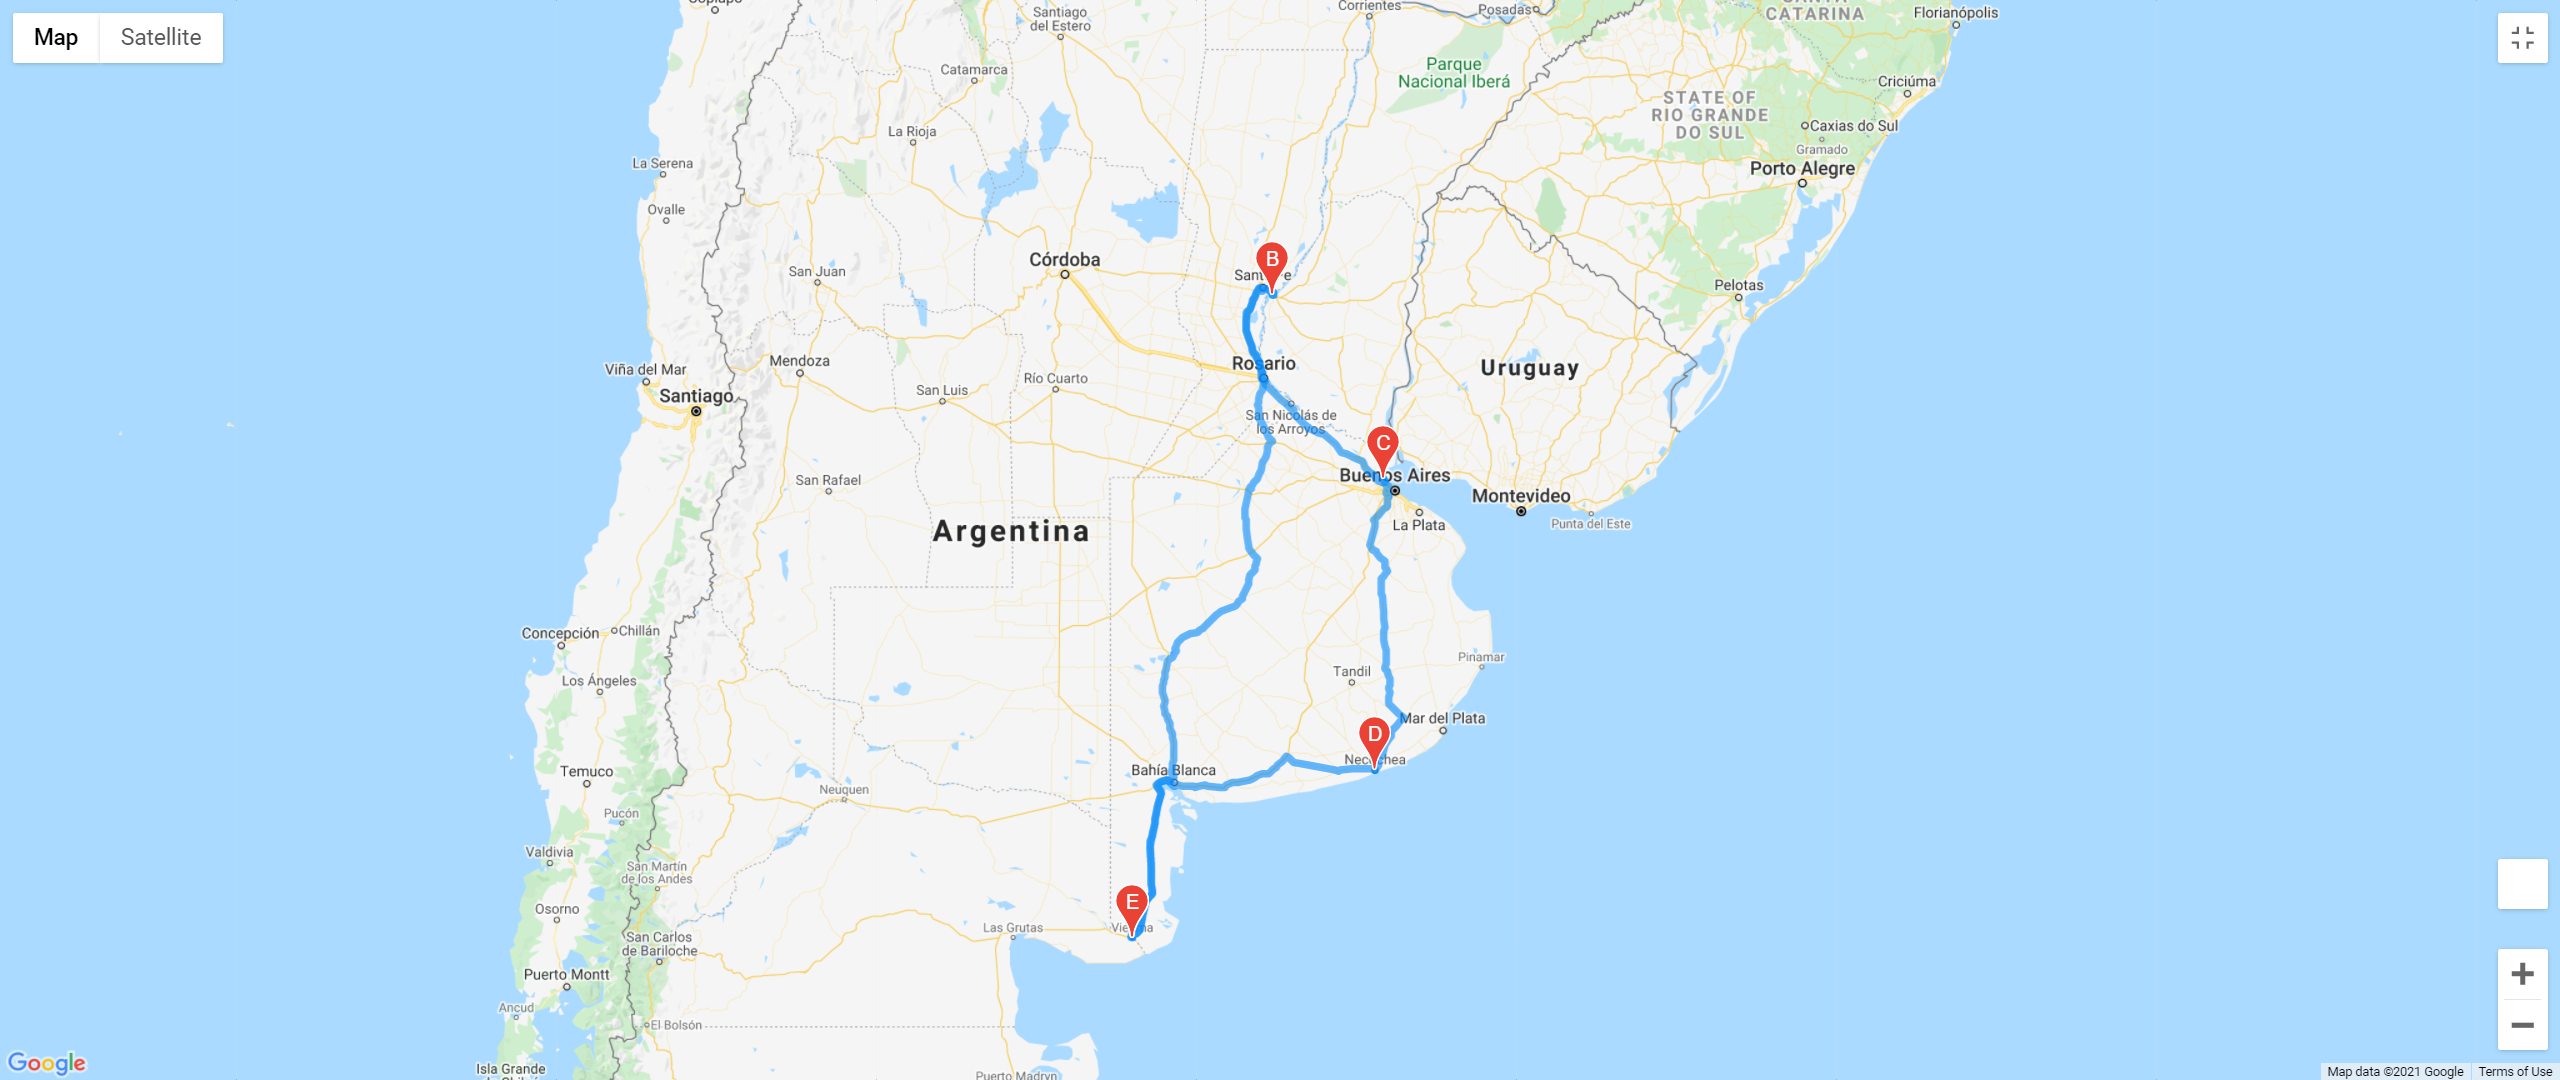 Map
Satellite
Santiago
del Estero
Corrientes
Posadas
CATARINA
Florianópolis
Catamarca
Parque
Nacional Iberá
STATE OF
RIO GRANDE
DO SUL
Criciúma
Caxias do Sul
Gramado
La Rioja
La Serena
Porto Alegre
Ovalle
Córdoba
B
San Juan
Pelotas
Mendoza
Rosario
Viña del Mar
Uruguay
Río Cuarto
San Luis
Santiago
San Nicolás de
los Arroyos
C
Buenos Aires
San Rafael
Montevideo
Punta del Este
La Plata
Argentina
Concepción
Chillán
Pinamar
Tandil
Los Ángeles
Mar del Plata
D
Bahía Blanca
Temuco
Neuquen
Pucón
Valdivia
San Martín
de los Andes
E
Osorno
Las Grutas
San Carlos
de Bariloche
Puerto Montt
Ancud
El Bolsón
Google
Isla Grande
Puerto Madryn
Map data ©2021 Google
Terms of Use